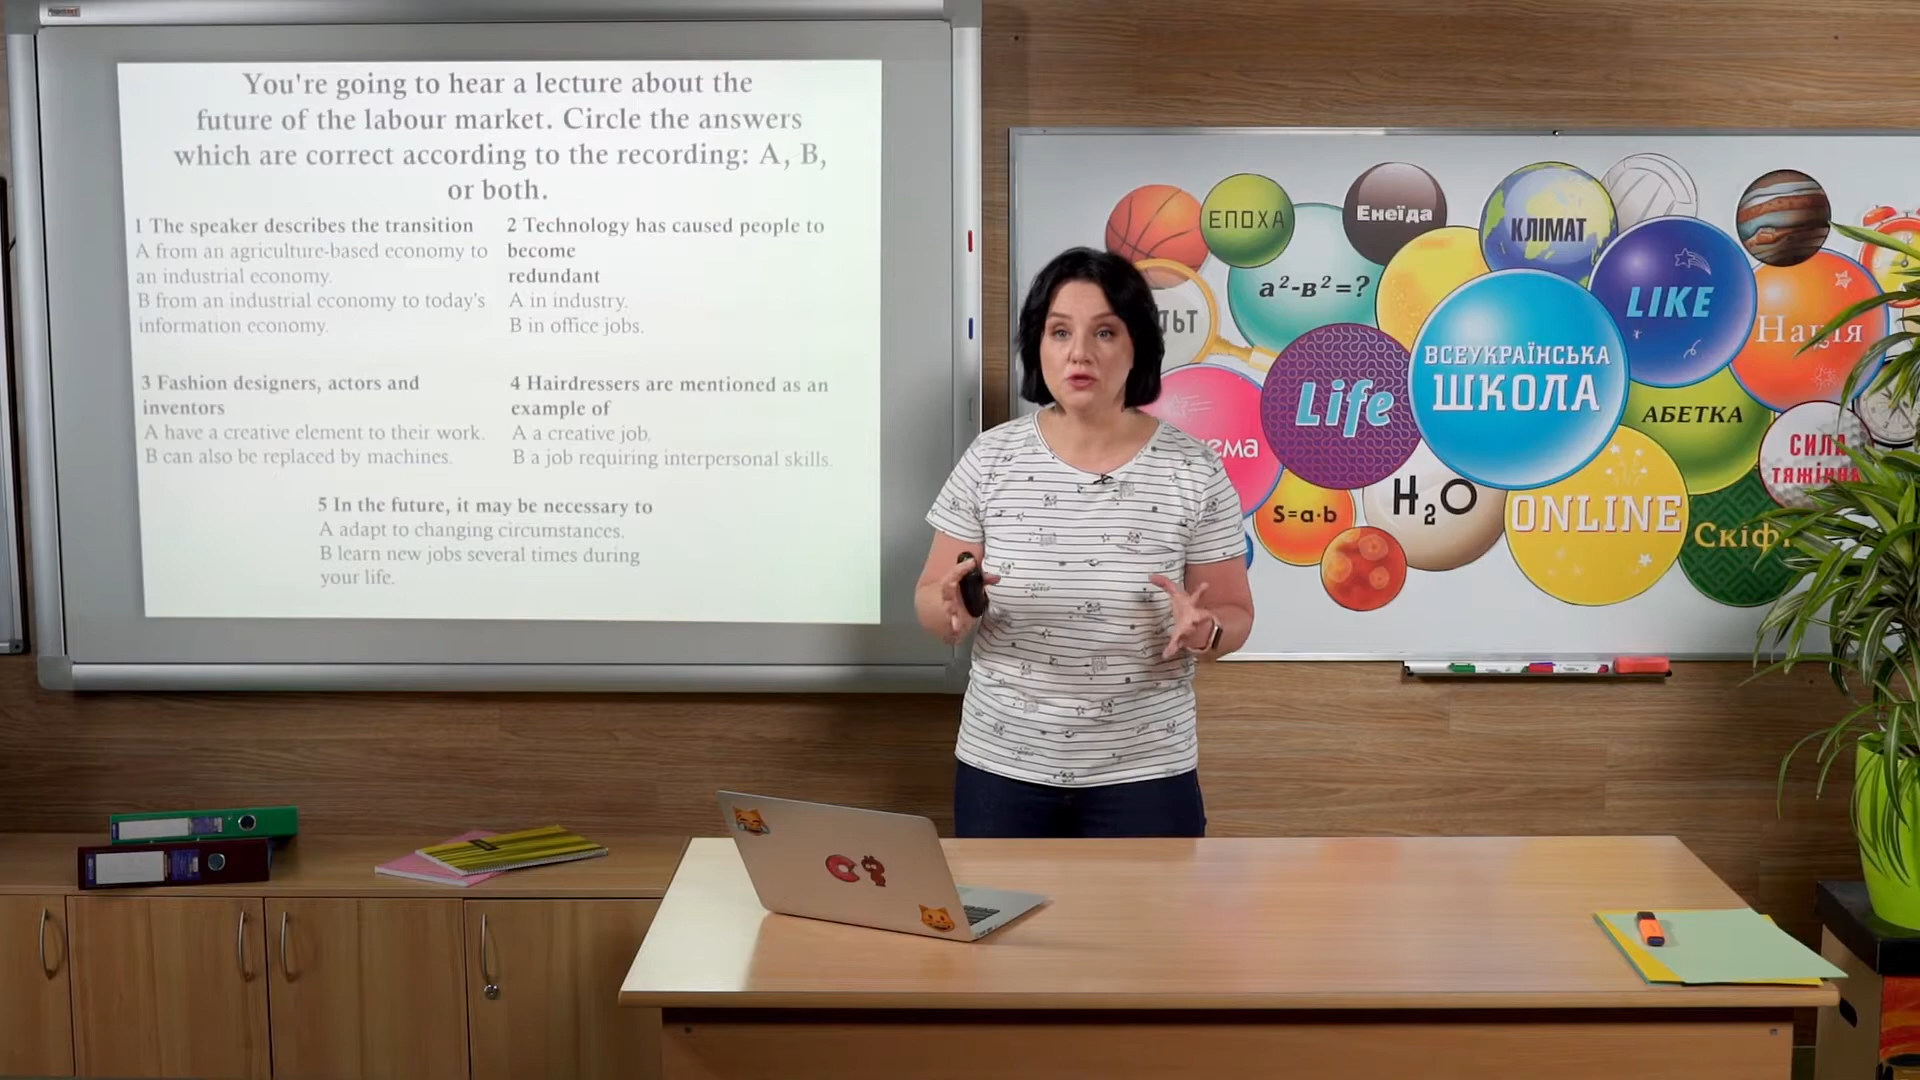 You're going to hear a lecture about the
future of the labour market. Circle the answers
which are correct according to the recording: A, B,
or both.
1 The speaker describes the transition
A from an agriculture-based economy to
an industrial economy.
B from an industrial economy to today's
information economy.
2 Technology has caused people to
become
redundant
A in industry.
B in office jobs.
3 Fashion designers, actors and
inventors
A have a creative element to their work.
B can also be replaced by machines.
4 Hairdressers are mentioned as an
example of
A a creative job.
B a job requiring interpersonal skills.
5 In the future, it may be necessary to
A adapt to changing circumstances.
B learn new jobs several times during
your life.
ЕПОХА
Енеїда
КЛІМАТ
a²-в²=?
LIKE
Нація
Life
ВСЕУКРАЇНСЬКА
ШКОЛА
АБЕТКА
СИЛА
ТЯЖІННЯ
S=a·b
H₂O
ONLINE